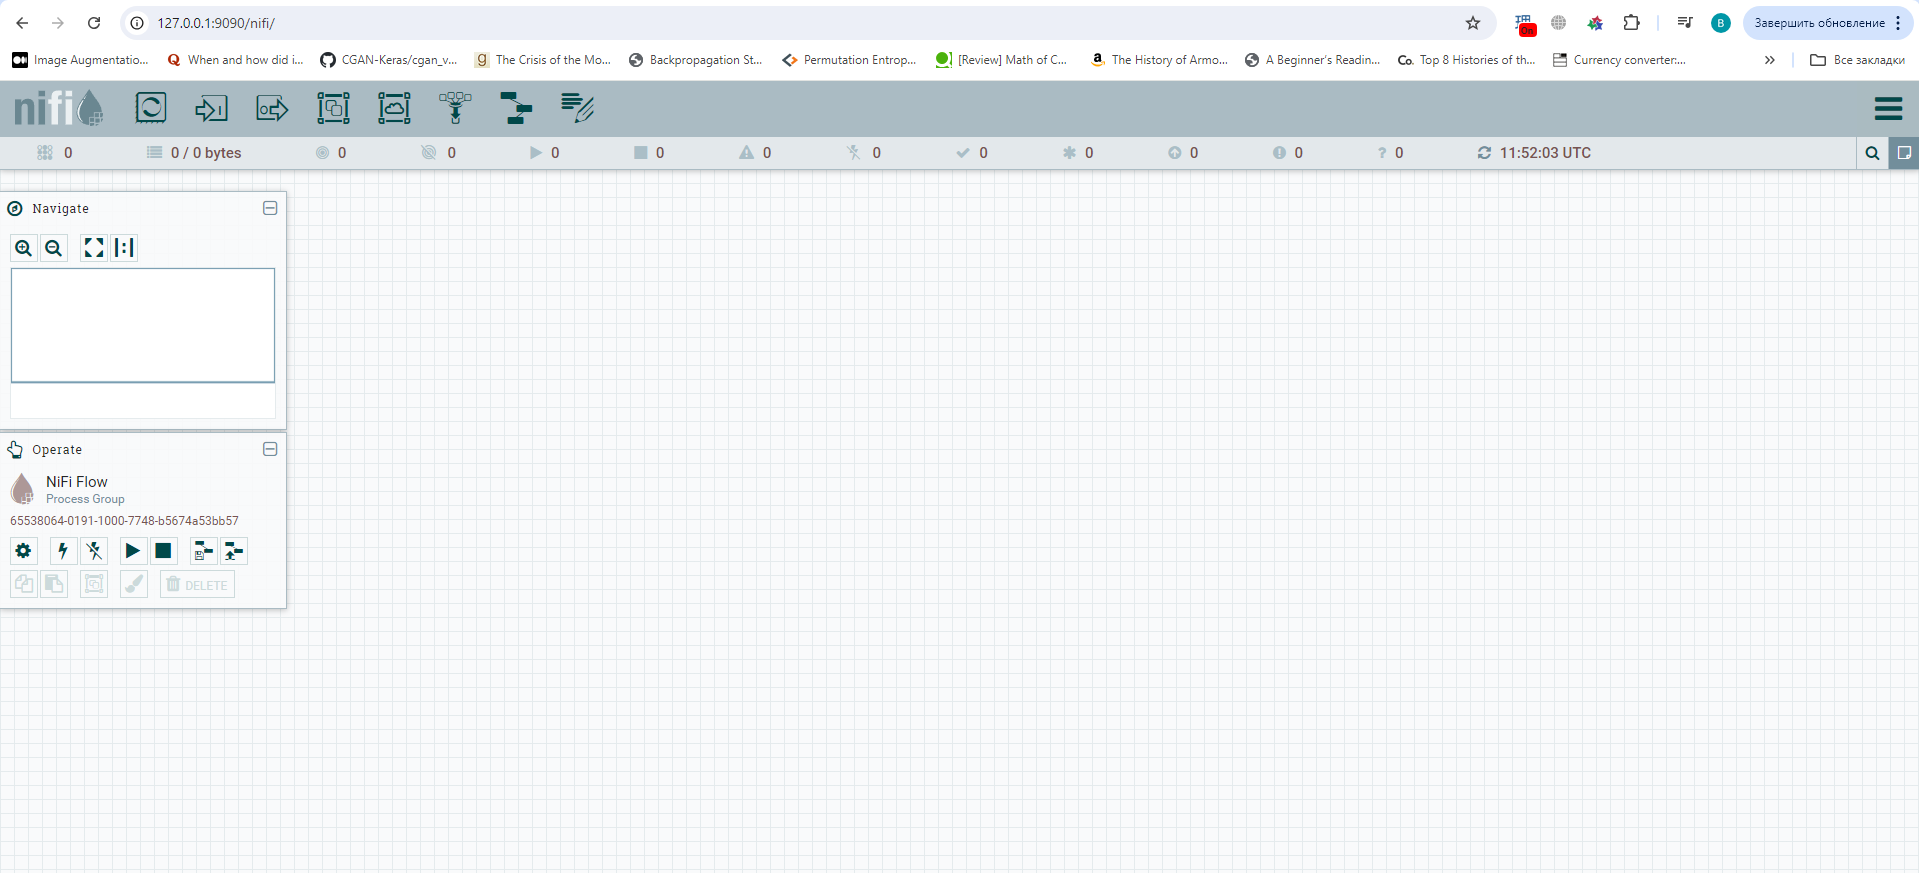 127.0.0.1:9090/nifi/
On
B
Завершить обновление
Image Augmentatio...
When and how did i...
CGAN-Keras/cgan_v...
The Crisis of the Mo...
Backpropagation St...
Permutation Entrop...
[Review] Math of C...
The History of Armo...
A Beginner's Readin...
Co. Top 8 Histories of th...
Currency converter:...
»
Все закладки
nifi
0
0 / 0 bytes
0
0
0
0
0
0
0
0
0
0
? 0
11:52:03 UTC
Navigate
Operate
NiFi Flow
Process Group
65538064-0191-1000-7748-b5674a53bb57
DELETE